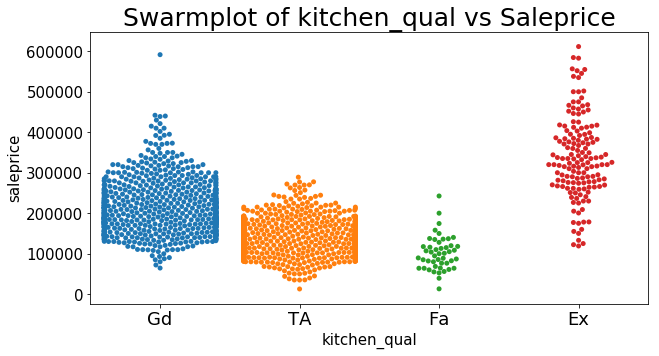 Swarmplot of kitchen_qual vs Saleprice
600000
500000
400000
300000
200000
100000
0
saleprice
Gd TA Fa Ex
kitchen_qual